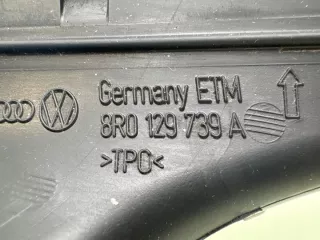 Germany ETM
8R0 129 739 A
>TPO<